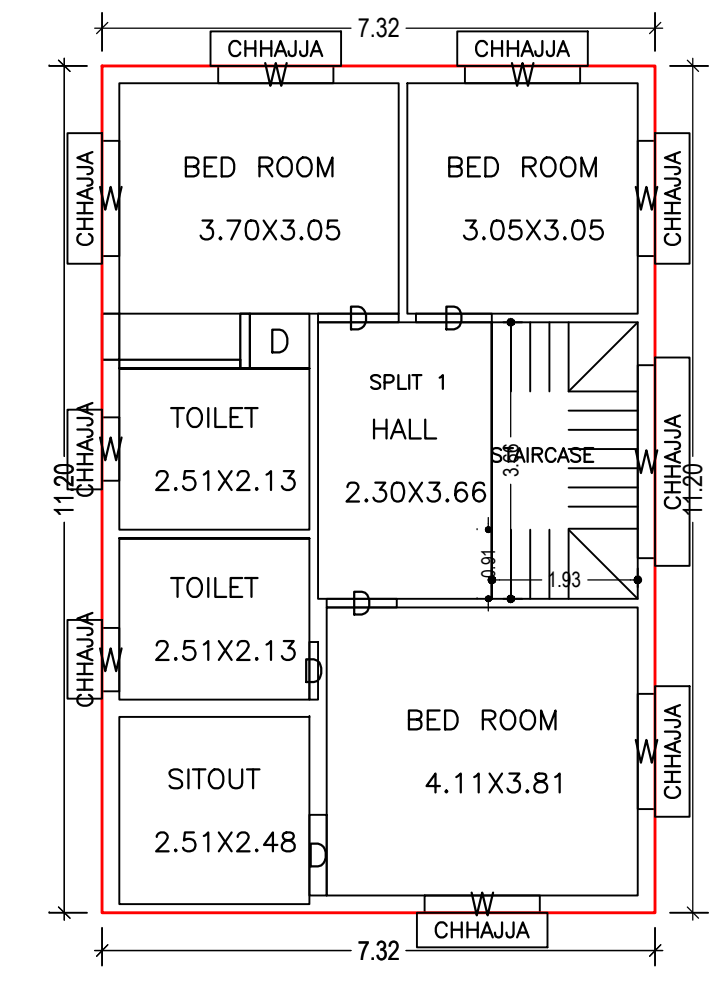 7.32
CHHAJJA
CHHAJJA
W
W
CHHAJJA
W
BED ROOM
3.70X3.05
BED ROOM
3.05X3.05
W
CHHAJJA
D
D
D
SPLIT 1
HALL
2.30X3.66
CHHAJJA
W
TOILET
2.51X2.13
11.20
STAIRCASE
3.66
W
CHHAJJA
11.20
0.91
1.93
D
CHHAJJA
W
TOILET
2.51X2.13
D
BED ROOM
4.11X3.81
W
CHHAJJA
SITOUT
2.51X2.48
D
W
CHHAJJA
7.32